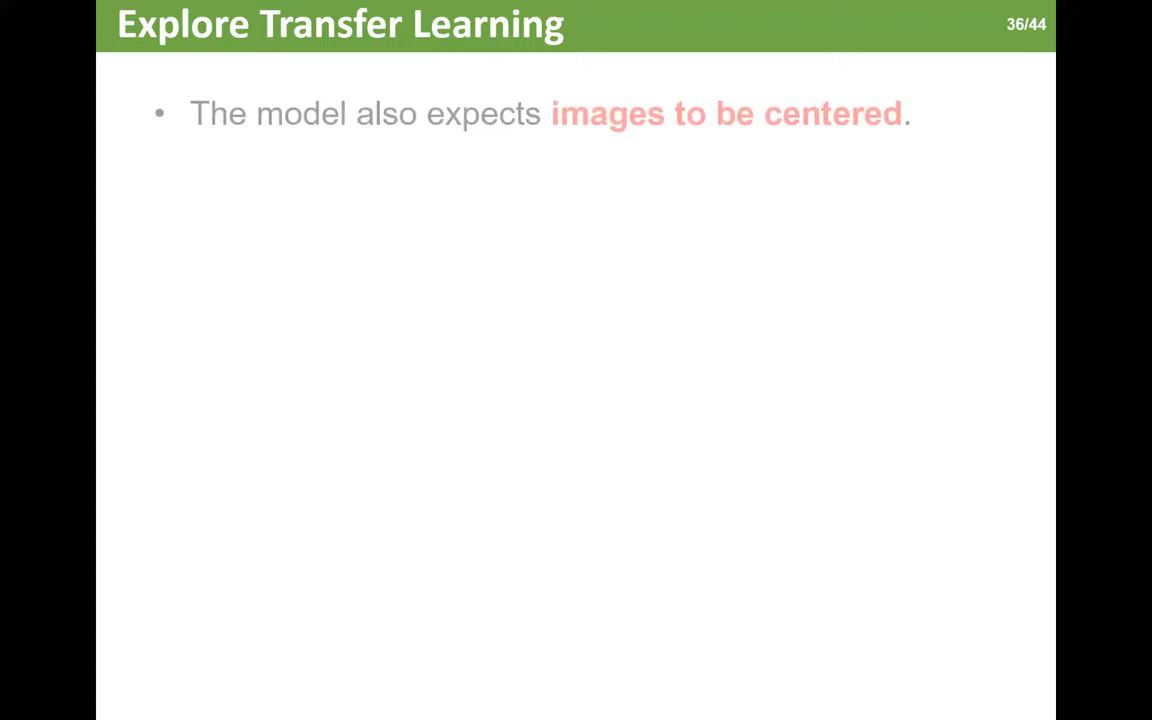 Explore Transfer Learning
36/44
• The model also expects images to be centered.